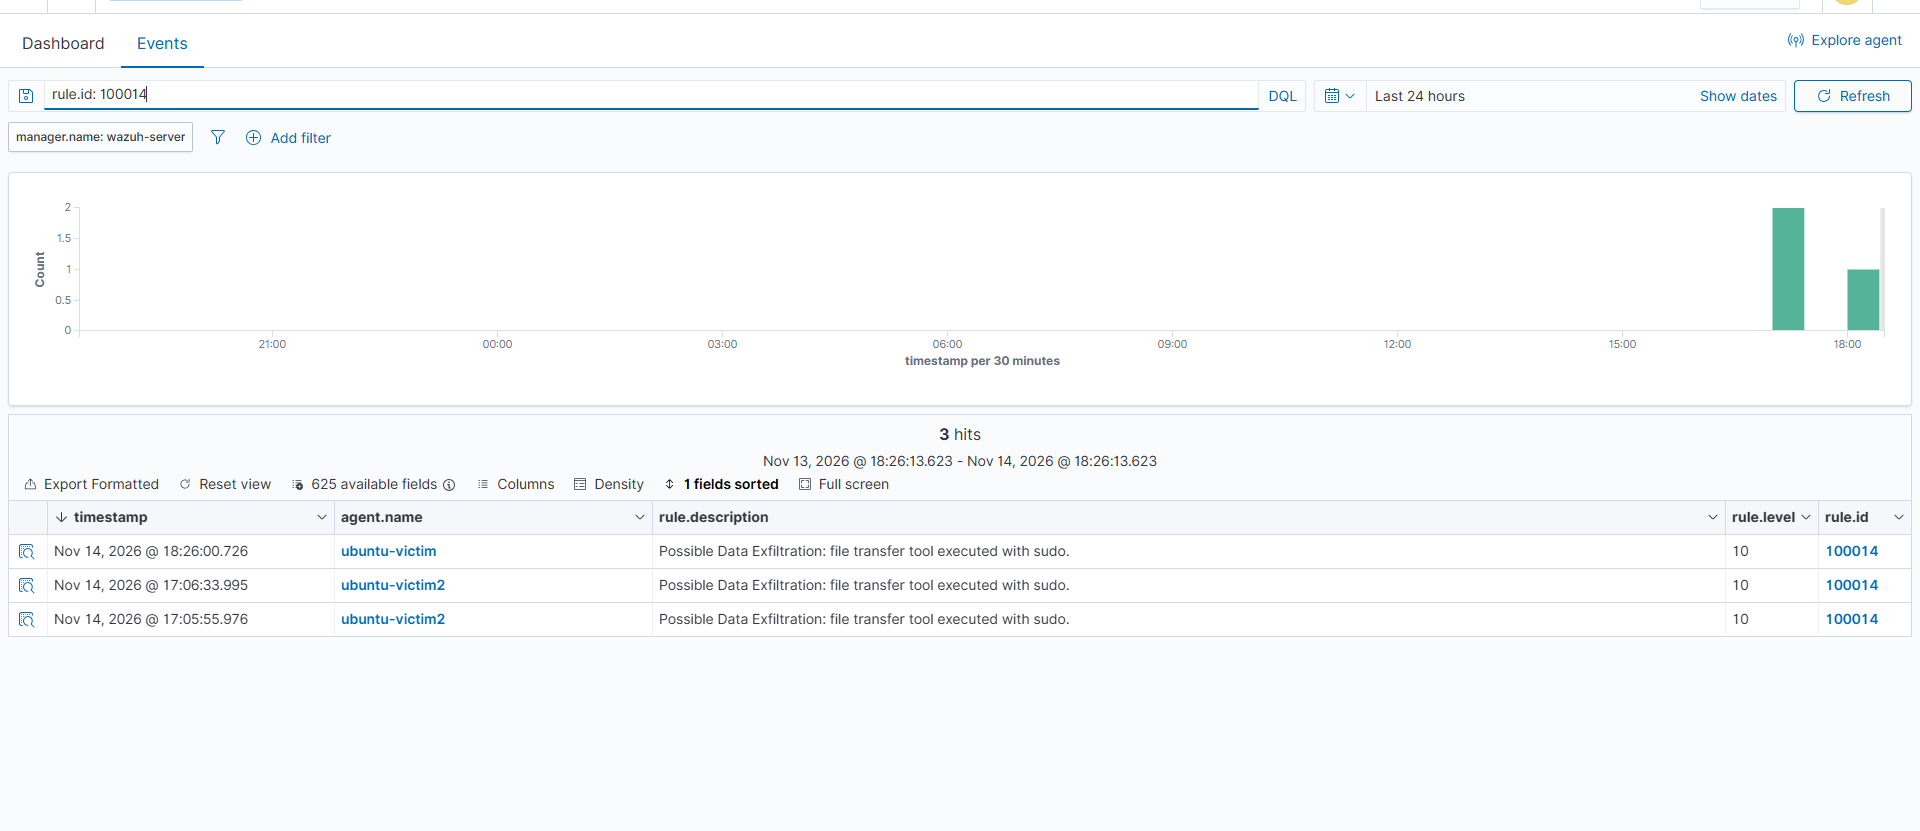 Dashboard Events Explore agent
rule.id: 100014 DQL Last 24 hours Show dates Refresh
manager.name: wazuh-server Add filter
2
1.5
1
0.5
0
Count
21:00 00:00 03:00 06:00 09:00 12:00 15:00 18:00
timestamp per 30 minutes
3 hits
Nov 13, 2026 @ 18:26:13.623 - Nov 14, 2026 @ 18:26:13.623
Export Formatted Reset view 625 available fields Columns Density 1 fields sorted Full screen
timestamp agent.name rule.description rule.level rule.id
Nov 14, 2026 @ 18:26:00.726 ubuntu-victim Possible Data Exfiltration: file transfer tool executed with sudo. 10 100014
Nov 14, 2026 @ 17:06:33.995 ubuntu-victim2 Possible Data Exfiltration: file transfer tool executed with sudo. 10 100014
Nov 14, 2026 @ 17:05:55.976 ubuntu-victim2 Possible Data Exfiltration: file transfer tool executed with sudo. 10 100014